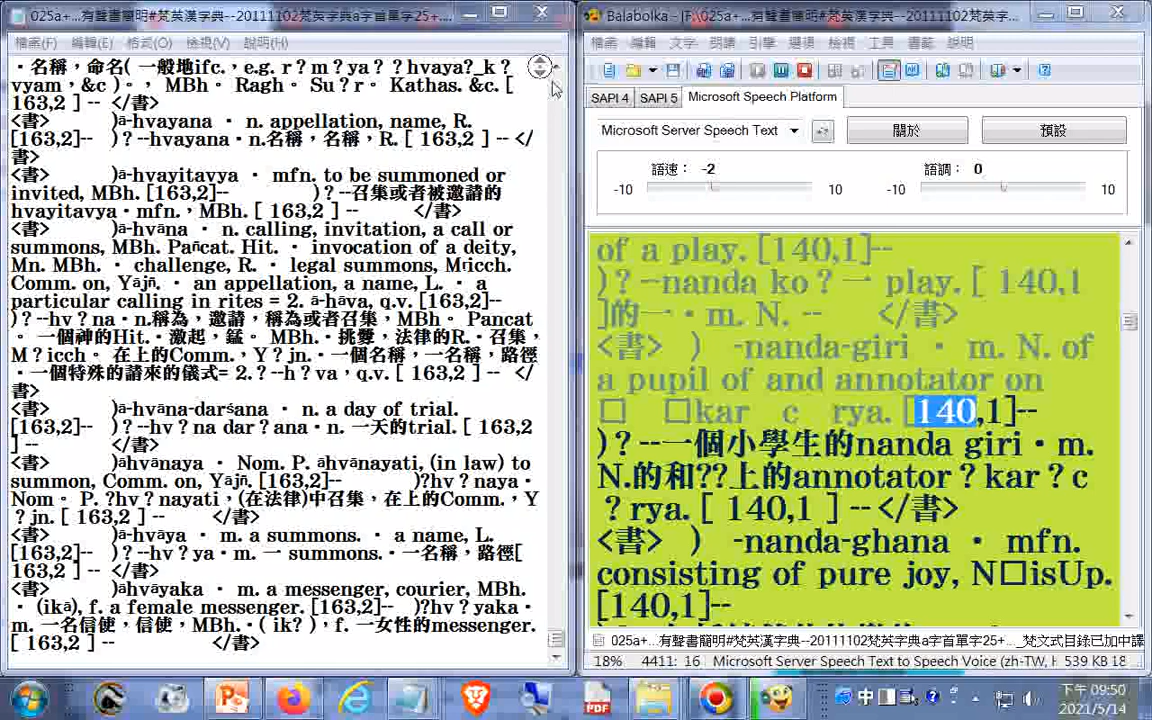 025a+...有聲書簡明#梵英漢字典--20111102梵英字典a字首單字25+...
檔案(F) 編輯(E) 格式(O) 檢視(V) 說明(H)
‧名稱，命名( 一般地ifc.，e.g. r？m？ya？？hvaya?_k？
vyam，&c )。， MBh。 Ragh。 Su？r。 Kathas. &c. [
163,2 ] -- </書>
<書> )ā-hvayana ‧ n. appellation, name, R.
[163,2]-- )？--hvayana‧n.名稱，名稱，R. [ 163,2 ] -- </
書>
<書> )ā-hvayitavya ‧ mfn. to be summoned or
invited, MBh. [163,2]-- )？--召集或者被邀請的
hvayitavya‧mfn.，MBh. [ 163,2 ] -- </書>
<書> )ā-hvāna ‧ n. calling, invitation, a call or
summons, MBh. Pañcat. Hit. ‧ invocation of a deity,
Mn. MBh. ‧ challenge, R. ‧ legal summons, Mṛicch.
Comm. on, Yājñ. ‧ an appellation, a name, L. ‧ a
particular calling in rites = 2. ā-hāva, q.v. [163,2]--
)？--hv？na‧n.稱為，邀請，稱為或者召集，MBh。 Pancat
。一個神的Hit.‧激起，錳。 MBh.‧挑釁，法律的R.‧召集，
M？icch。 在上的Comm.，Y？jn.‧一個名稱，一名稱，路徑
‧一個特殊的請來的儀式= 2.？--h？va，q.v. [ 163,2 ] -- </
書>
<書> )ā-hvāna-darśana ‧ n. a day of trial.
[163,2]-- )？--hv？na dar？ana‧n. 一天的trial. [ 163,2
] -- </書>
<書> )āhvānaya ‧ Nom. P. āhvānayati, (in law) to
summon, Comm. on, Yājñ. [163,2]-- )?hv？naya‧
Nom。 P. ?hv？nayati，(在法律)中召集，在上的Comm.，Y
？jn. [ 163,2 ] -- </書>
<書> )ā-hvāya ‧ m. a summons. ‧ a name, L.
[163,2]-- )？--hv？ya‧m. 一 summons.‧一名稱，路徑[
163,2 ] -- </書>
<書> )āhvāyaka ‧ m. a messenger, courier, MBh.
‧ (ikā), f. a female messenger. [163,2]-- )?hv？yaka‧
m. 一名信使，信使，MBh.‧( ik？)，f. 一女性的messenger.
[ 163,2 ] -- </書>
Balabolka - [F:\025a+...有聲書簡明#梵英漢字典--20111102梵英字...
檔案 編輯 文字 朗讀 引擎 選項 檢視 工具 書籤 說明
SAPI 4 SAPI 5 Microsoft Speech Platform
Microsoft Server Speech Text 關於 預設
語速： -2 語調： 0
-10 10 -10 10
of a play. [140,1]--
)？--nanda ko？一 play. [ 140,1
]的一‧m. N. -- </書>
<書> ) -nanda-giri ‧ m. N. of
a pupil of and annotator on
□ □kar c rya. [140,1]--
)？--一個小學生的nanda giri‧m.
N.的和??上的annotator？kar？c
？rya. [ 140,1 ] -- </書>
<書> ) -nanda-ghana ‧ mfn.
consisting of pure joy, N□isUp.
[140,1]--
025a+...有聲書簡明#梵英漢字典--20111102梵英字典a字首單字25+..._梵文式目錄已加中譯
18% 4411: 16 Microsoft Server Speech Text to Speech Voice (zh-TW, H 539 KB 18
中
下午 09:50
2021/5/14